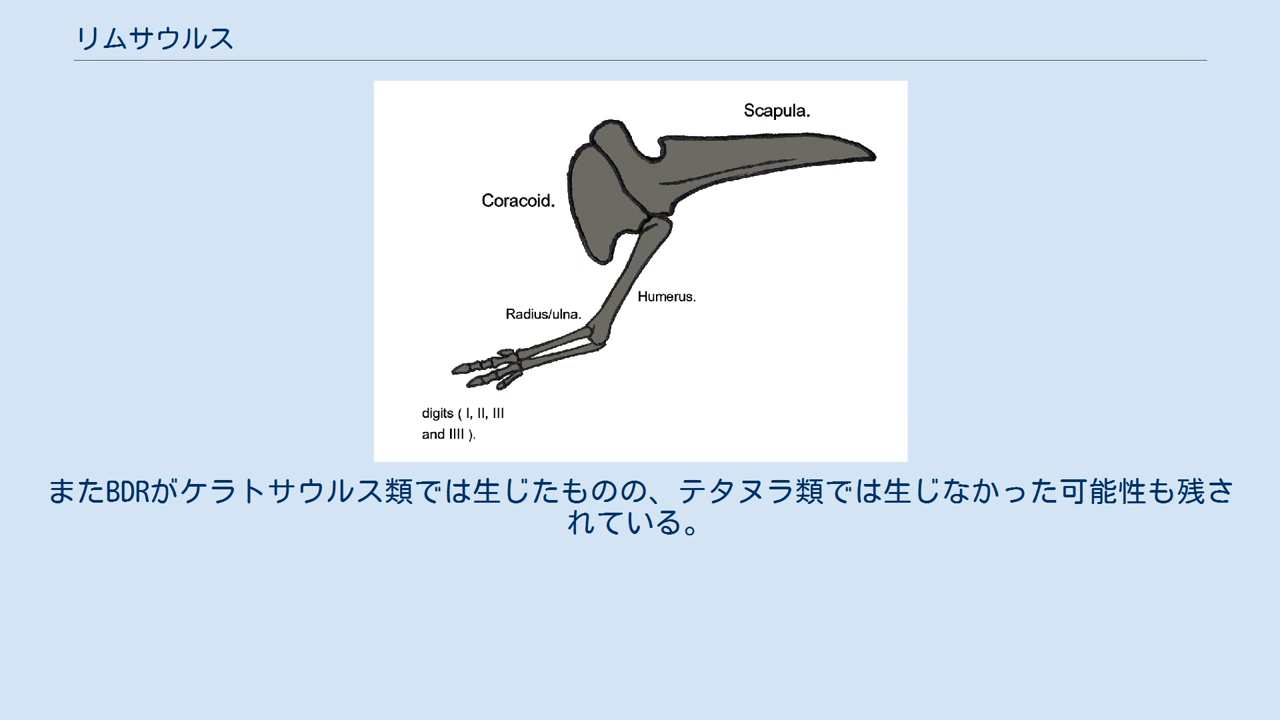 リムサウルス
Scapula.
Coracoid.
Humerus.
Radius/ulna.
digits ( I, II, III
and IIII ).
またBDRがケラトサウルス類では生じたものの、テタヌラ類では生じなかった可能性も残さ
れている。